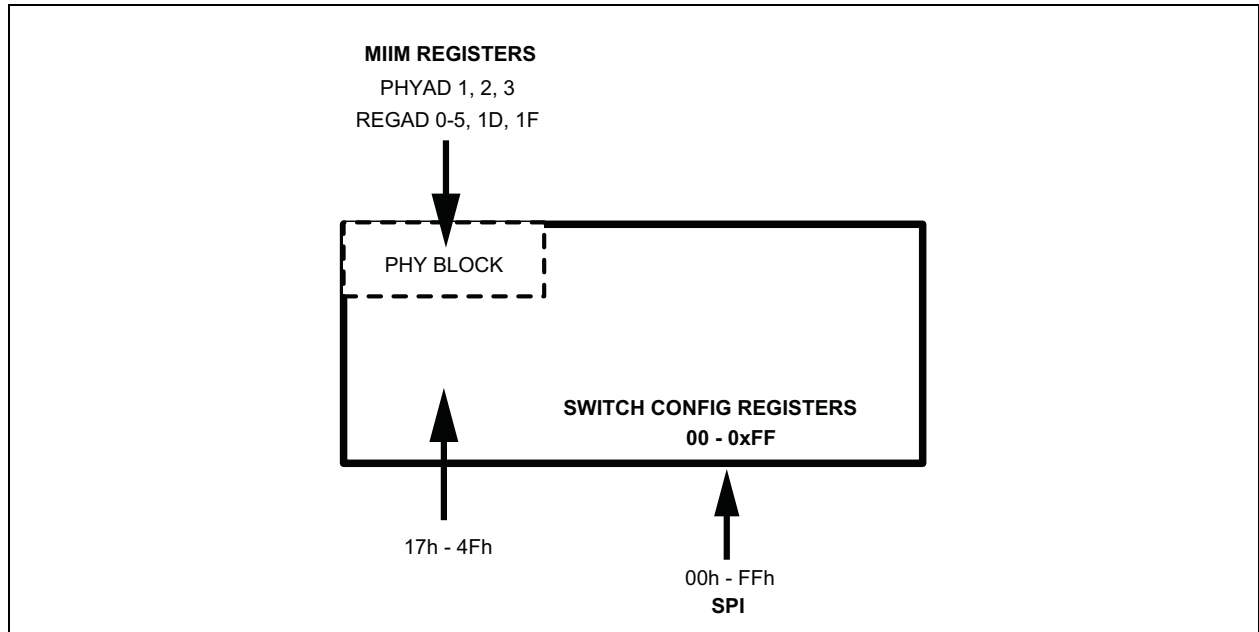 MIIM REGISTERS
PHYAD 1, 2, 3
REGAD 0-5, 1D, 1F
PHY BLOCK
SWITCH CONFIG REGISTERS
00 - 0xFF
17h - 4Fh
00h - FFh
SPI